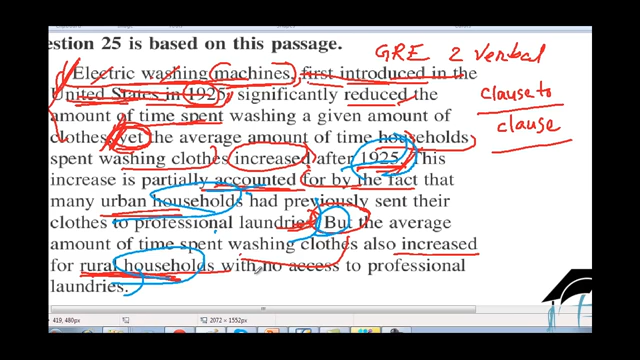 estion 25 is based on this passage.
GRE 2 Verbal
Electric washing machines, first introduced in the
United States in 1925, significantly reduced the
clause to
amount of time spent washing a given amount of
clothes, yet the average amount of time households
clause
spent washing clothes increased after 1925. This
increase is partially accounted for by the fact that
many urban households had previously sent their
clothes to professional laundries. But the average
amount of time spent washing clothes also increased
for rural households with no access to professional
laundries.
419, 480px
2072 × 1552px